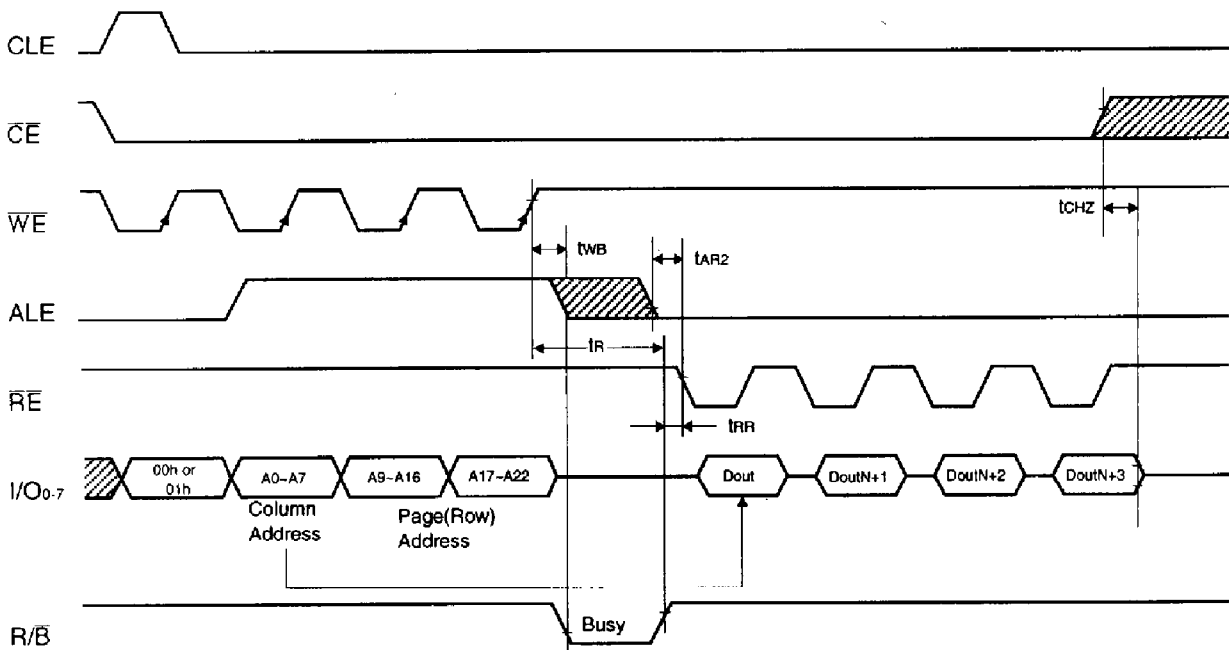 CLE
CE
WE
tCHZ
tWB
tAR2
ALE
tR
RE
tRR
I/O0-7
00h or
01h
A0~A7
A9~A16
A17~A22
Dout
DoutN+1
DoutN+2
DoutN+3
Column
Address
Page(Row)
Address
R/B
Busy